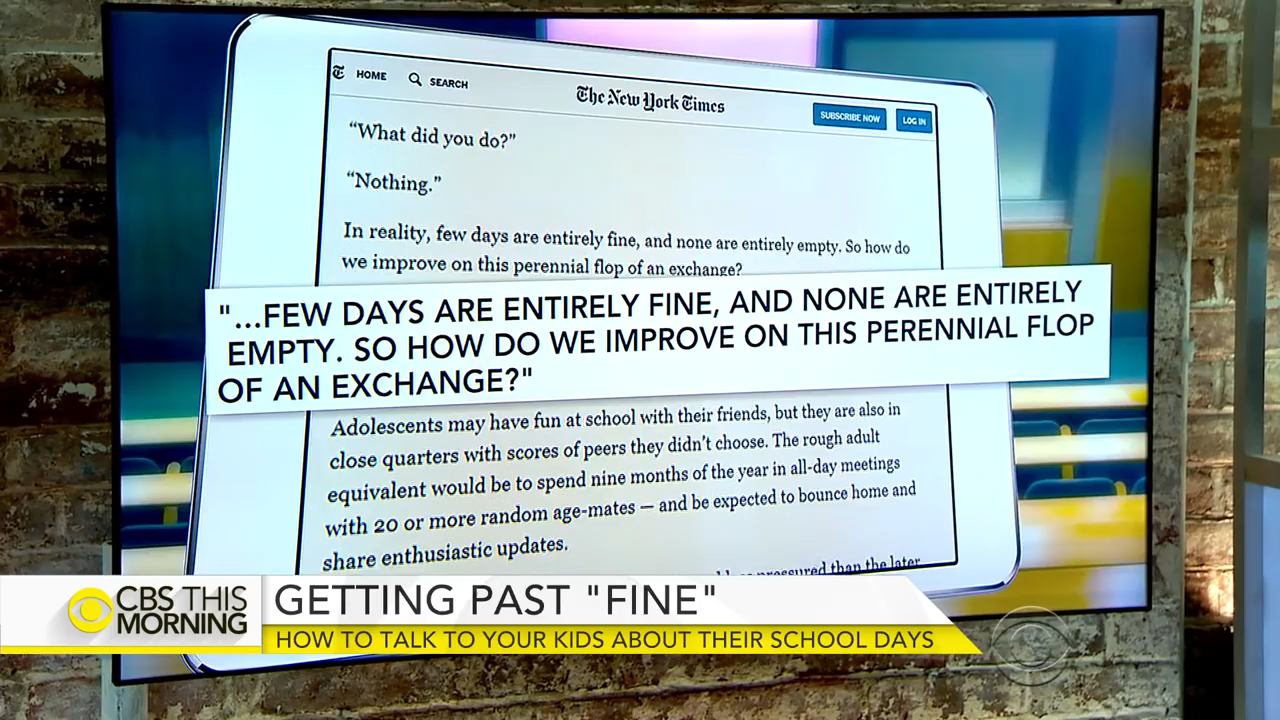 HOME SEARCH The New York Times SUBSCRIBE NOW LOG IN
“What did you do?”
“Nothing.”
In reality, few days are entirely fine, and none are entirely empty. So how do
we improve on this perennial flop of an exchange?
"...FEW DAYS ARE ENTIRELY FINE, AND NONE ARE ENTIRELY
EMPTY. SO HOW DO WE IMPROVE ON THIS PERENNIAL FLOP
OF AN EXCHANGE?"
Adolescents may have fun at school with their friends, but they are also in
close quarters with scores of peers they didn’t choose. The rough adult
equivalent would be to spend nine months of the year in all-day meetings
with 20 or more random age-mates — and be expected to bounce home and
share enthusiastic updates.
pressured than the later
CBS THIS
MORNING
GETTING PAST "FINE"
HOW TO TALK TO YOUR KIDS ABOUT THEIR SCHOOL DAYS